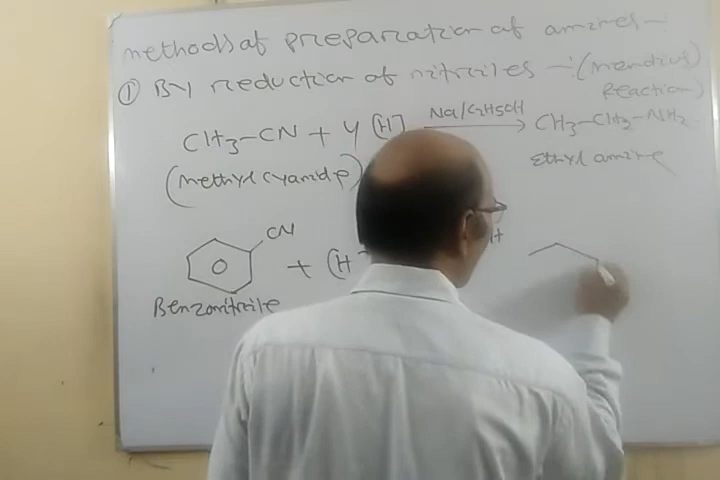 methods of preparation of amines -:
① By reduction of nitriles -: (mendius
Reaction)
CH3-CN + 4 [H] Na/C2H5OH → CH3-CH2-NH2
(methyl cyanide) Ethyl amine
CN
+ [H
Benzonitrile